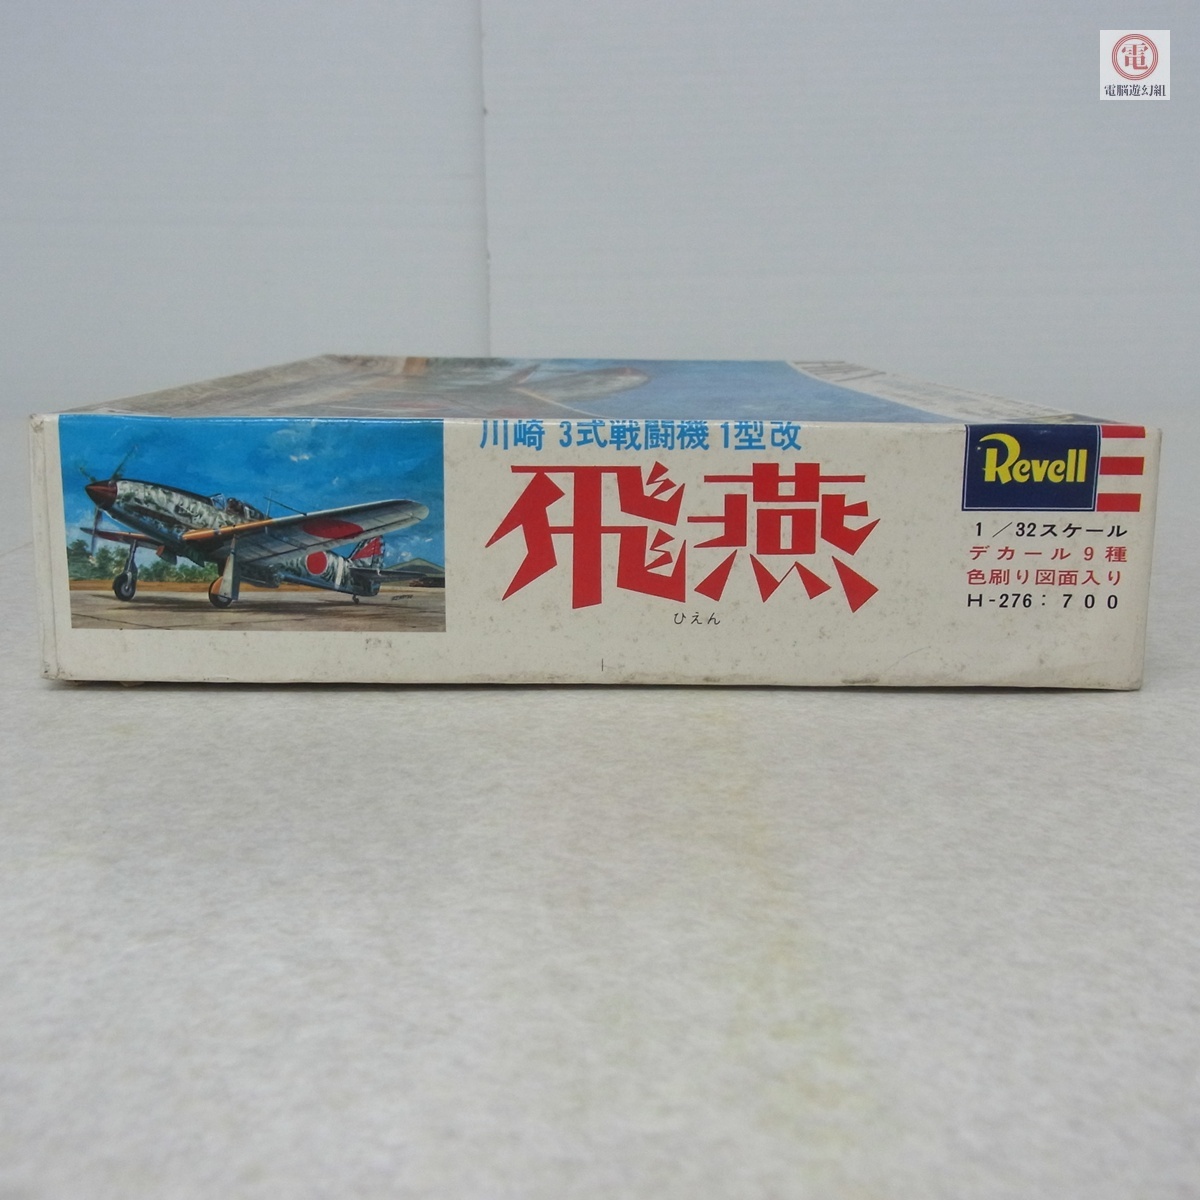 電
電脳遊幻組
川崎 3式戦闘機1型改
飛燕
ひえん
Revell
1/32スケール
デカール9種
色刷り図面入り
H-276:700